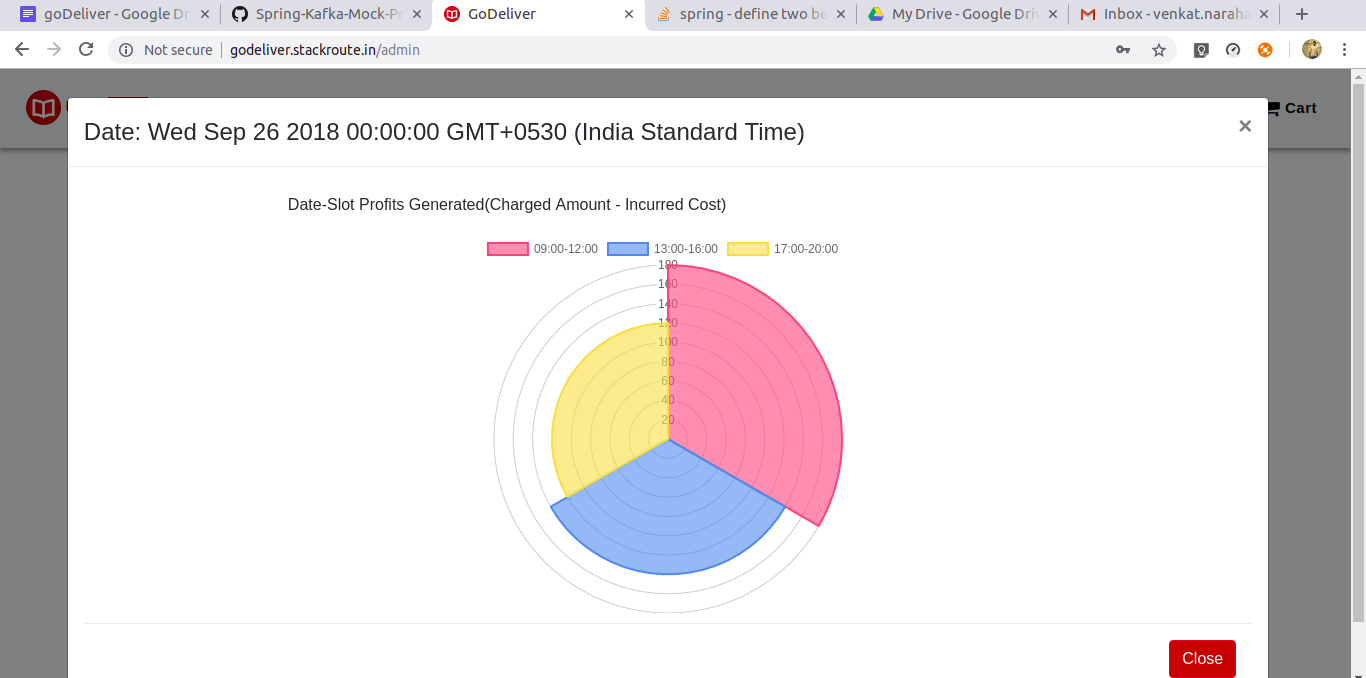 goDeliver - Google Dr
Spring-Kafka-Mock-Pr
GoDeliver
spring - define two be
My Drive - Google Driv
Inbox - venkat.naraha
Not secure godeliver.stackroute.in/admin
Cart
Date: Wed Sep 26 2018 00:00:00 GMT+0530 (India Standard Time)
×
Date-Slot Profits Generated(Charged Amount - Incurred Cost)
09:00-12:00 13:00-16:00 17:00-20:00
180
160
140
120
100
80
60
40
20
Close